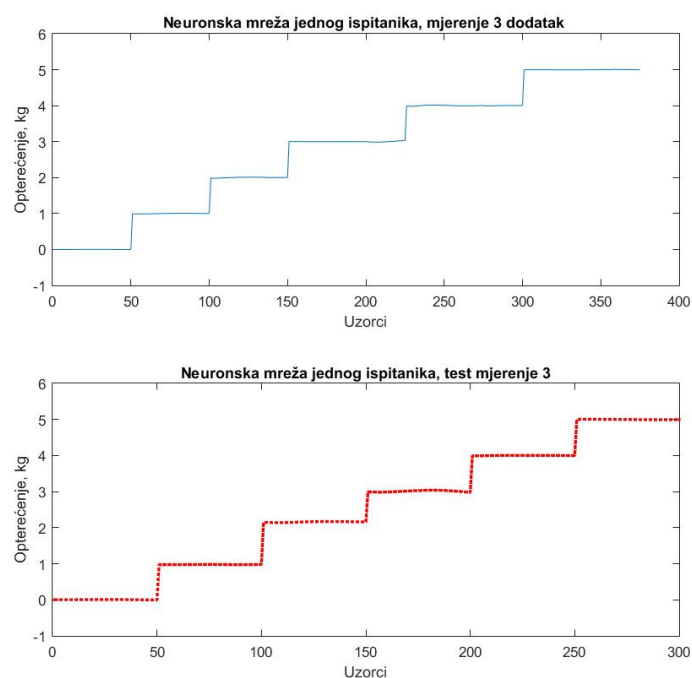 Neuronska mreža jednog ispitanika, mjerenje 3 dodatak
6
5
4
3
2
1
0
-1
Opterećenje, kg
0 50 100 150 200 250 300 350 400
Uzorci
Neuronska mreža jednog ispitanika, test mjerenje 3
6
5
4
3
2
1
0
-1
Opterećenje, kg
0 50 100 150 200 250 300
Uzorci